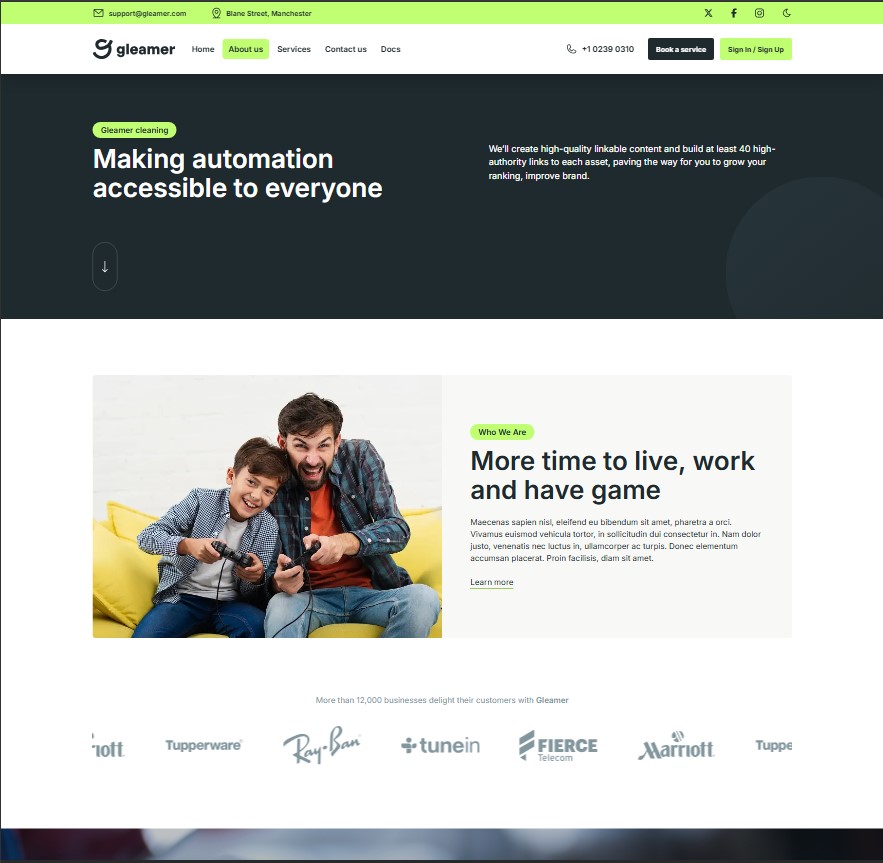 support@gleamer.com
Blane Street, Manchester
gleamer
Home
About us
Services
Contact us
Docs
+1 0239 0310
Book a service
Sign In / Sign Up
Gleamer cleaning
Making automation
accessible to everyone
We'll create high-quality linkable content and build at least 40 high-
authority links to each asset, paving the way for you to grow your
ranking, improve brand.
Who We Are
More time to live, work
and have game
Maecenas sapien nisl, eleifend eu bibendum sit amet, pharetra a orci.
Vivamus euismod vehicula tortor, in sollicitudin dui consectetur in. Nam dolor
justo, venenatis nec luctus in, ullamcorper ac turpis. Donec elementum
accumsan placerat. Proin facilisis, diam sit amet.
Learn more
More than 12,000 businesses delight their customers with Gleamer
riott
Tupperware
Ray-Ban
tunein
FIERCE
Telecom
Marriott
Tuppe